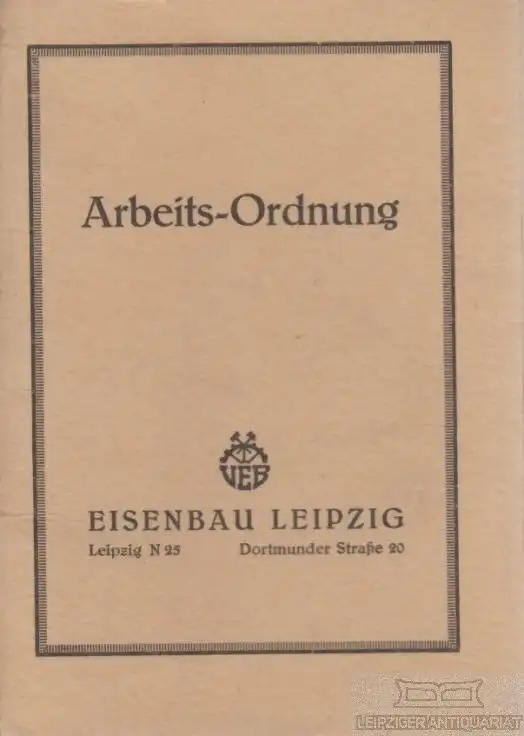 Arbeits-Ordnung
VEB
EISENBAU LEIPZIG
Leipzig N 25 Dortmunder Straße 20
LEIPZIGER ANTIQUARIAT